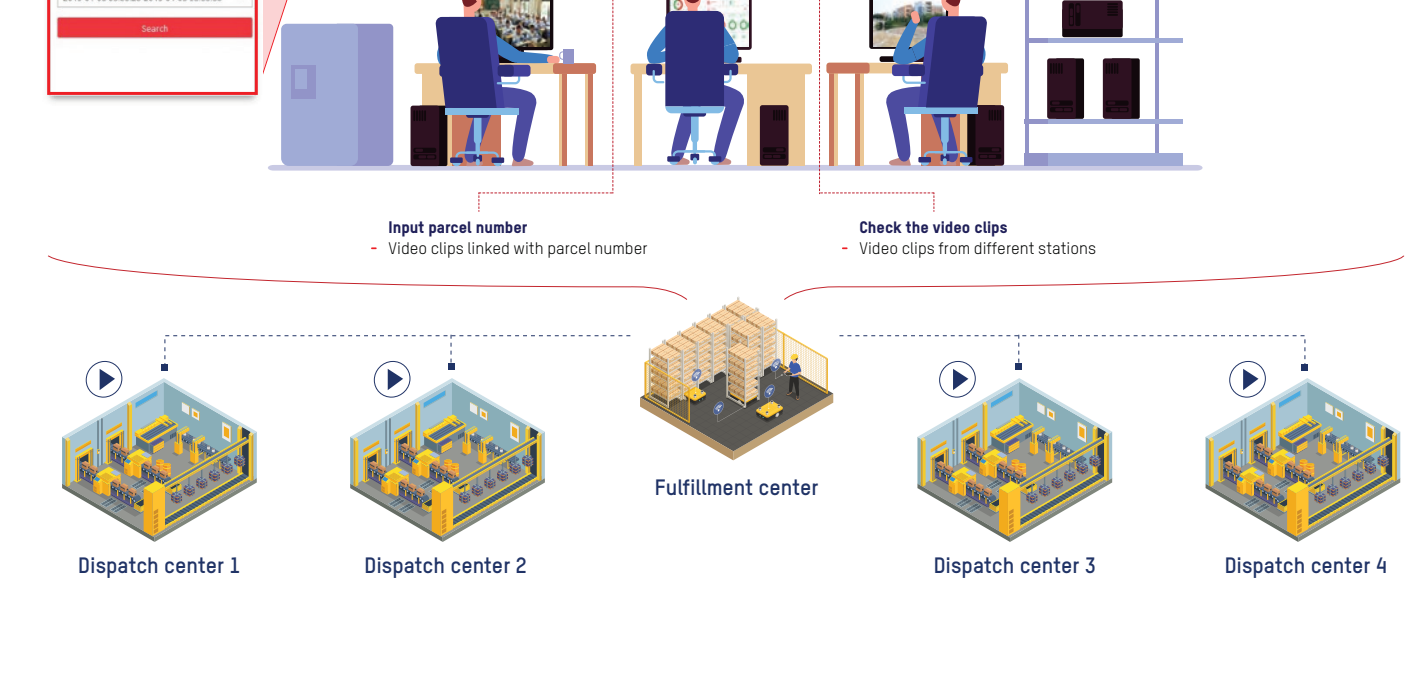 Search
Input parcel number
- Video clips linked with parcel number
Check the video clips
- Video clips from different stations
Fulfillment center
Dispatch center 1
Dispatch center 2
Dispatch center 3
Dispatch center 4